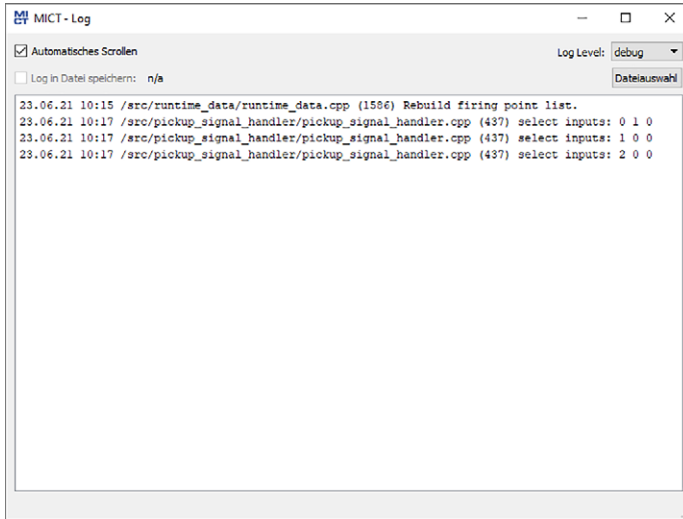 MICT MICT - Log
Automatisches Scrollen
Log Level: debug
Log in Datei speichern: n/a
Dateiauswahl
23.06.21 10:15 /src/runtime_data/runtime_data.cpp (1586) Rebuild firing point list.
23.06.21 10:17 /src/pickup_signal_handler/pickup_signal_handler.cpp (437) select inputs: 0 1 0
23.06.21 10:17 /src/pickup_signal_handler/pickup_signal_handler.cpp (437) select inputs: 1 0 0
23.06.21 10:17 /src/pickup_signal_handler/pickup_signal_handler.cpp (437) select inputs: 2 0 0